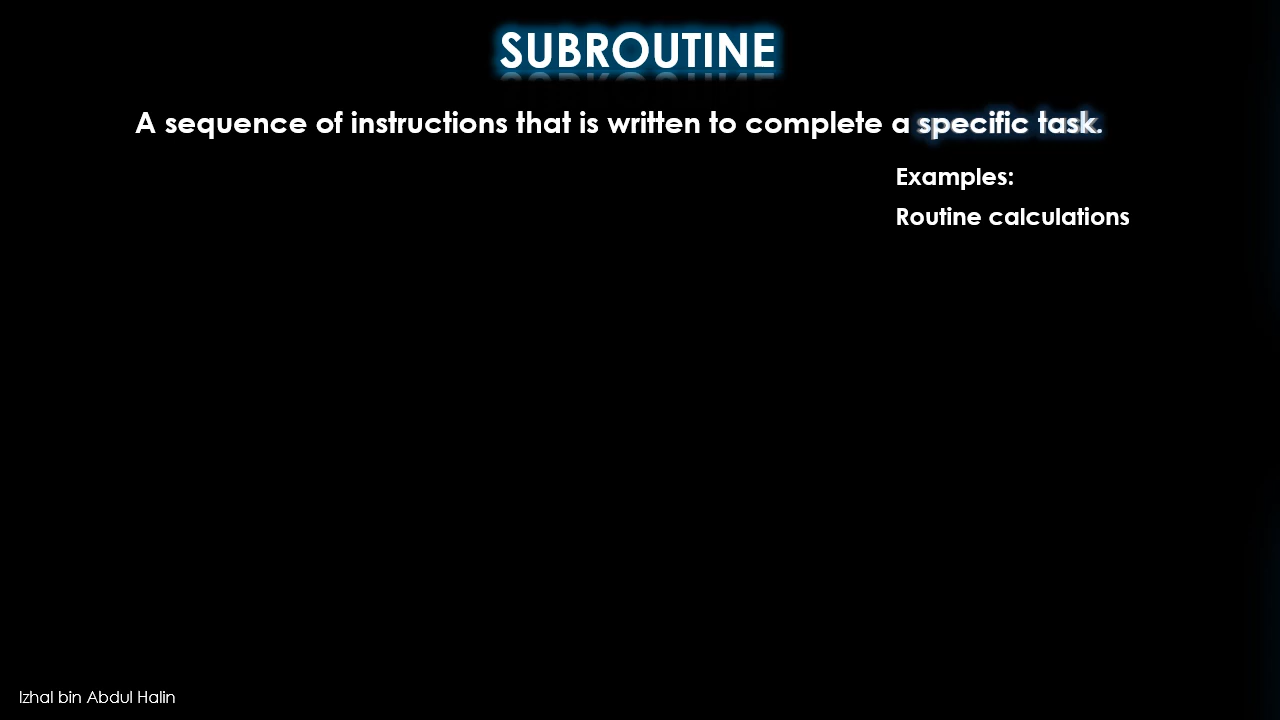 SUBROUTINE
A sequence of instructions that is written to complete a specific task.
Examples:
Routine calculations
Izhal bin Abdul Halin